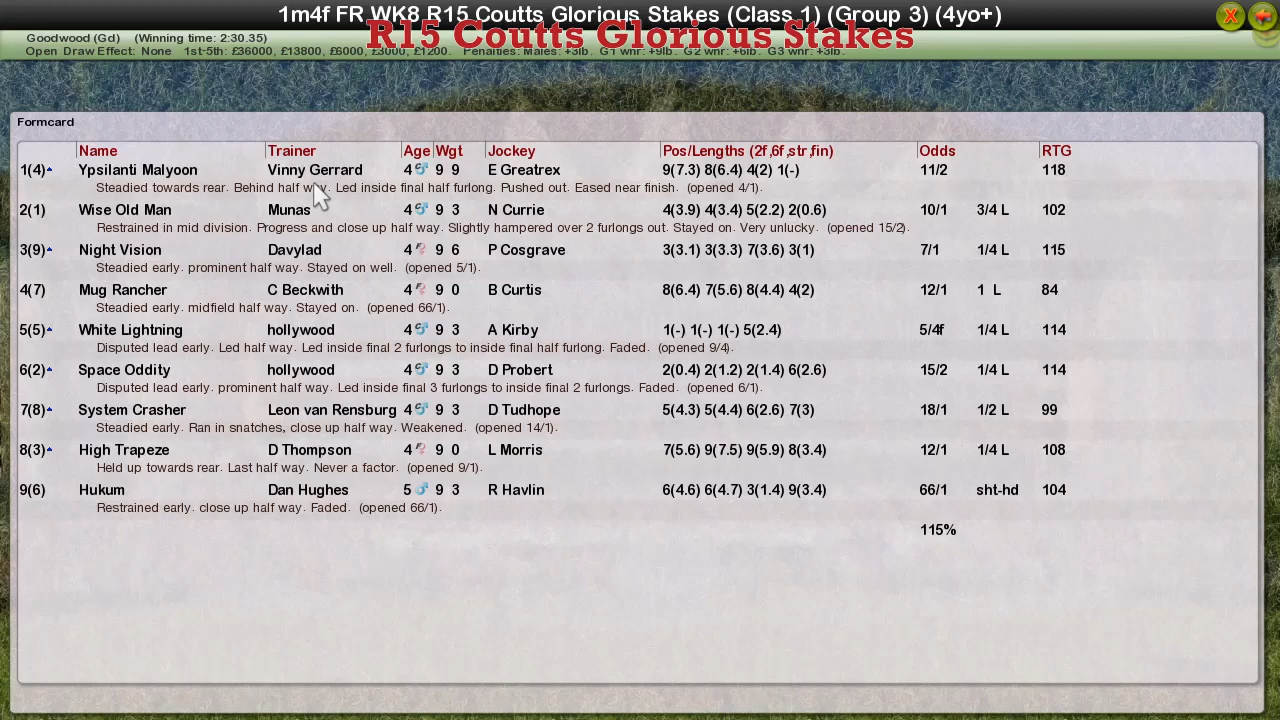 1m4f FR WK8 R15 Coutts Glorious Stakes (Class 1) (Group 3) (4yo+)
R15 Coutts Glorious Stakes
Goodwood (Gd) (Winning time: 2:30.35)
Open Draw Effect: None 1st-5th: £36000, £13800, £6000, £3000, £1200. Penalties: Males: +3lb. G1 wnr: +9lb. G2 wnr: +6lb. G3 wnr: +3lb.
Formcard
Name Trainer Age Wgt Jockey Pos/Lengths (2f,6f,str,fin) Odds RTG
1(4) Ypsilanti Malyoon Vinny Gerrard 4 9 9 E Greatrex 9(7.3) 8(6.4) 4(2) 1(-) 11/2 118
Steadied towards rear. Behind half way. Led inside final half furlong. Pushed out. Eased near finish. (opened 4/1).
2(1) Wise Old Man Munas 4 9 3 N Currie 4(3.9) 4(3.4) 5(2.2) 2(0.6) 10/1 3/4 L 102
Restrained in mid division. Progress and close up half way. Slightly hampered over 2 furlongs out. Stayed on. Very unlucky. (opened 15/2).
3(9) Night Vision Davylad 4 9 6 P Cosgrave 3(3.1) 3(3.3) 7(3.6) 3(1) 7/1 1/4 L 115
Steadied early. prominent half way. Stayed on well. (opened 5/1).
4(7) Mug Rancher C Beckwith 4 9 0 B Curtis 8(6.4) 7(5.6) 8(4.4) 4(2) 12/1 1 L 84
Steadied early. midfield half way. Stayed on. (opened 66/1).
5(5) White Lightning hollywood 4 9 3 A Kirby 1(-) 1(-) 1(-) 5(2.4) 5/4f 1/4 L 114
Disputed lead early. Led half way. Led inside final 2 furlongs to inside final half furlong. Faded. (opened 9/4).
6(2) Space Oddity hollywood 4 9 3 D Probert 2(0.4) 2(1.2) 2(1.4) 6(2.6) 15/2 1/4 L 114
Disputed lead early. prominent half way. Led inside final 3 furlongs to inside final 2 furlongs. Faded. (opened 6/1).
7(8) System Crasher Leon van Rensburg 4 9 3 D Tudhope 5(4.3) 5(4.4) 6(2.6) 7(3) 18/1 1/2 L 99
Steadied early. Ran in snatches, close up half way. Weakened. (opened 14/1).
8(3) High Trapeze D Thompson 4 9 0 L Morris 7(5.6) 9(7.5) 9(5.9) 8(3.4) 12/1 1/4 L 108
Held up towards rear. Last half way. Never a factor. (opened 9/1).
9(6) Hukum Dan Hughes 5 9 3 R Havlin 6(4.6) 6(4.7) 3(1.4) 9(3.4) 66/1 sht-hd 104
Restrained early. close up half way. Faded. (opened 66/1).
115%